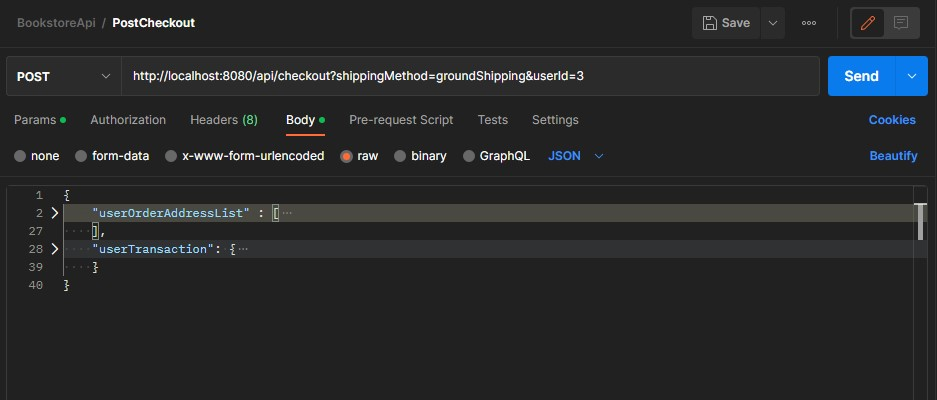 BookstoreApi / PostCheckout Save
POST http://localhost:8080/api/checkout?shippingMethod=groundShipping&userId=3 Send
Params Authorization Headers (8) Body Pre-request Script Tests Settings Cookies
none form-data x-www-form-urlencoded raw binary GraphQL JSON Beautify
1 {
2 "userOrderAddressList" : [ ...
27 ],
28 "userTransaction": { ...
39 }
40 }